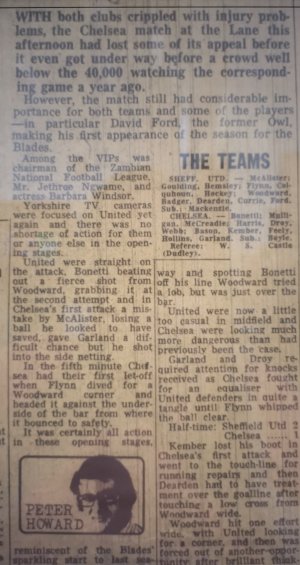 WITH both clubs crippled with injury prob-
lems, the Chelsea match at the Lane this
afternoon had lost some of its appeal before
it even got under way before a crowd well
below the 40,000 watching the correspond-
ing game a year ago.
However, the match still had considerable im-
portance for both teams and some of the players
—in particular David Ford, the former Owl,
making his first appearance of the season for the
Blades.
Among the VIPs was
chairman of the Zambian
National Football League,
Mr. Jethroe Ngwame, and
actress Barbara Windsor.
Yorkshire TV cameras
were focused on United yet
again and there was no
shortage of action for them
or anyone else in the open-
ing stages.
United were straight on
the attack, Bonetti beating
out a fierce shot from
Woodward, grabbing it at
the second attempt and in
Chelsea's first attack a mis-
take by McAlister, losing a
ball he looked to have
saved, gave Garland a dif-
ficult chance but he shot
into the side netting.
In the fifth minute Chel-
sea had their first let-off
when Flynn dived for a
Woodward corner and
headed it against the under-
side of the bar from where
it bounced to safety.
It was certainly all action
in these opening stages.
PETER
HOWARD
reminiscent of the Blades'
sparkling start to last sea-
THE TEAMS
SHEFF. UTD. — McAlister;
Goulding, Hemsley; Flynn, Col-
quhoun, Hockey; Woodward,
Badger, Dearden, Currie, Ford.
Sub.: Mackenzie.
CHELSEA. — Bonetti; Mulli-
gan, McCreadie; Harris, Droy,
Webb; Eason, Kember, Feely,
Hollins, Garland. Sub.: Boyle.
Referee: W. S. Castle
(Dudley).
way and spotting Bonetti
off his line Woodward tried
a lob, but was just over the
bar.
United were now a little
too casual in midfield and
Chelsea were looking much
more dangerous than had
previously been the case.
Garland and Droy re-
quired attention for knocks
received as Chelsea fought
for an equaliser with
United defenders in quite a
tangle until Flynn whipped
the ball clear.
Half-time: Sheffield Utd 2
Chelsea ......
Kember lost his boot in
Chelsea's first attack and
went to the touch-line for
running repairs and then
Dearden had to have treat-
ment over the goalline after
touching a low cross from
Woodward wide.
Woodward hit one effort
wide, with United looking
for a corner, and then was
forced out of another oppor-
tunity after brilliant think-